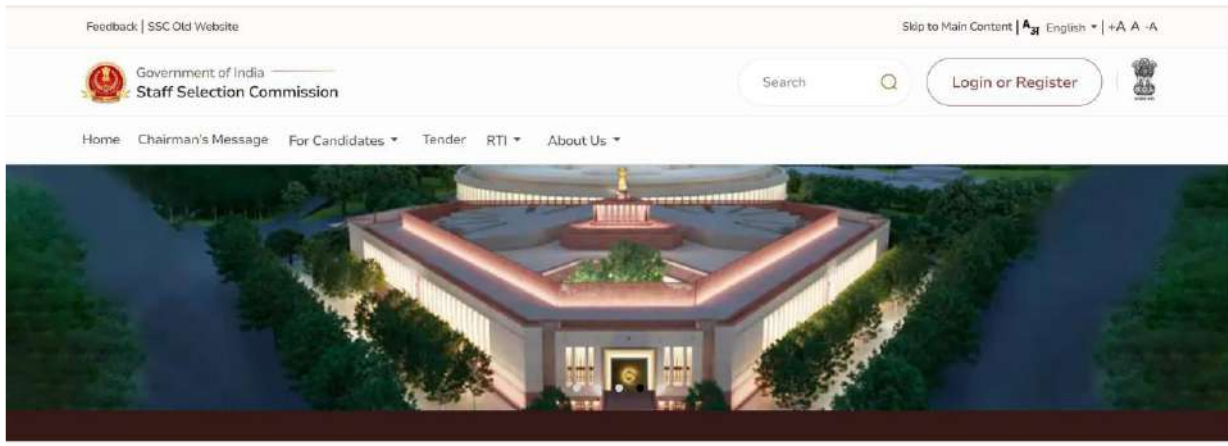 Feedback | SSC Old Website
Skip to Main Content | Aअ English | +A A -A
Government of India
Staff Selection Commission
Search
Login or Register
Home Chairman's Message For Candidates Tender RTI About Us